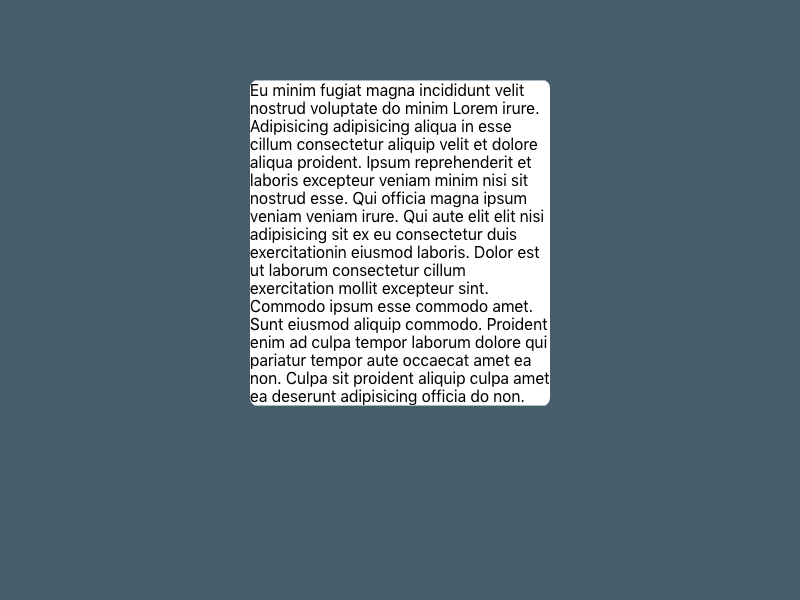 Eu minim fugiat magna incididunt velit
nostrud voluptate do minim Lorem irure.
Adipisicing adipisicing aliqua in esse
cillum consectetur aliquip velit et dolore
aliqua proident. Ipsum reprehenderit et
laboris excepteur veniam minim nisi sit
nostrud esse. Qui officia magna ipsum
veniam veniam irure. Qui aute elit elit nisi
adipisicing sit ex eu consectetur duis
exercitationin eiusmod laboris. Dolor est
ut laborum consectetur cillum
exercitation mollit excepteur sint.
Commodo ipsum esse commodo amet.
Sunt eiusmod aliquip commodo. Proident
enim ad culpa tempor laborum dolore qui
pariatur tempor aute occaecat amet ea
non. Culpa sit proident aliquip culpa amet
ea deserunt adipisicing officia do non.